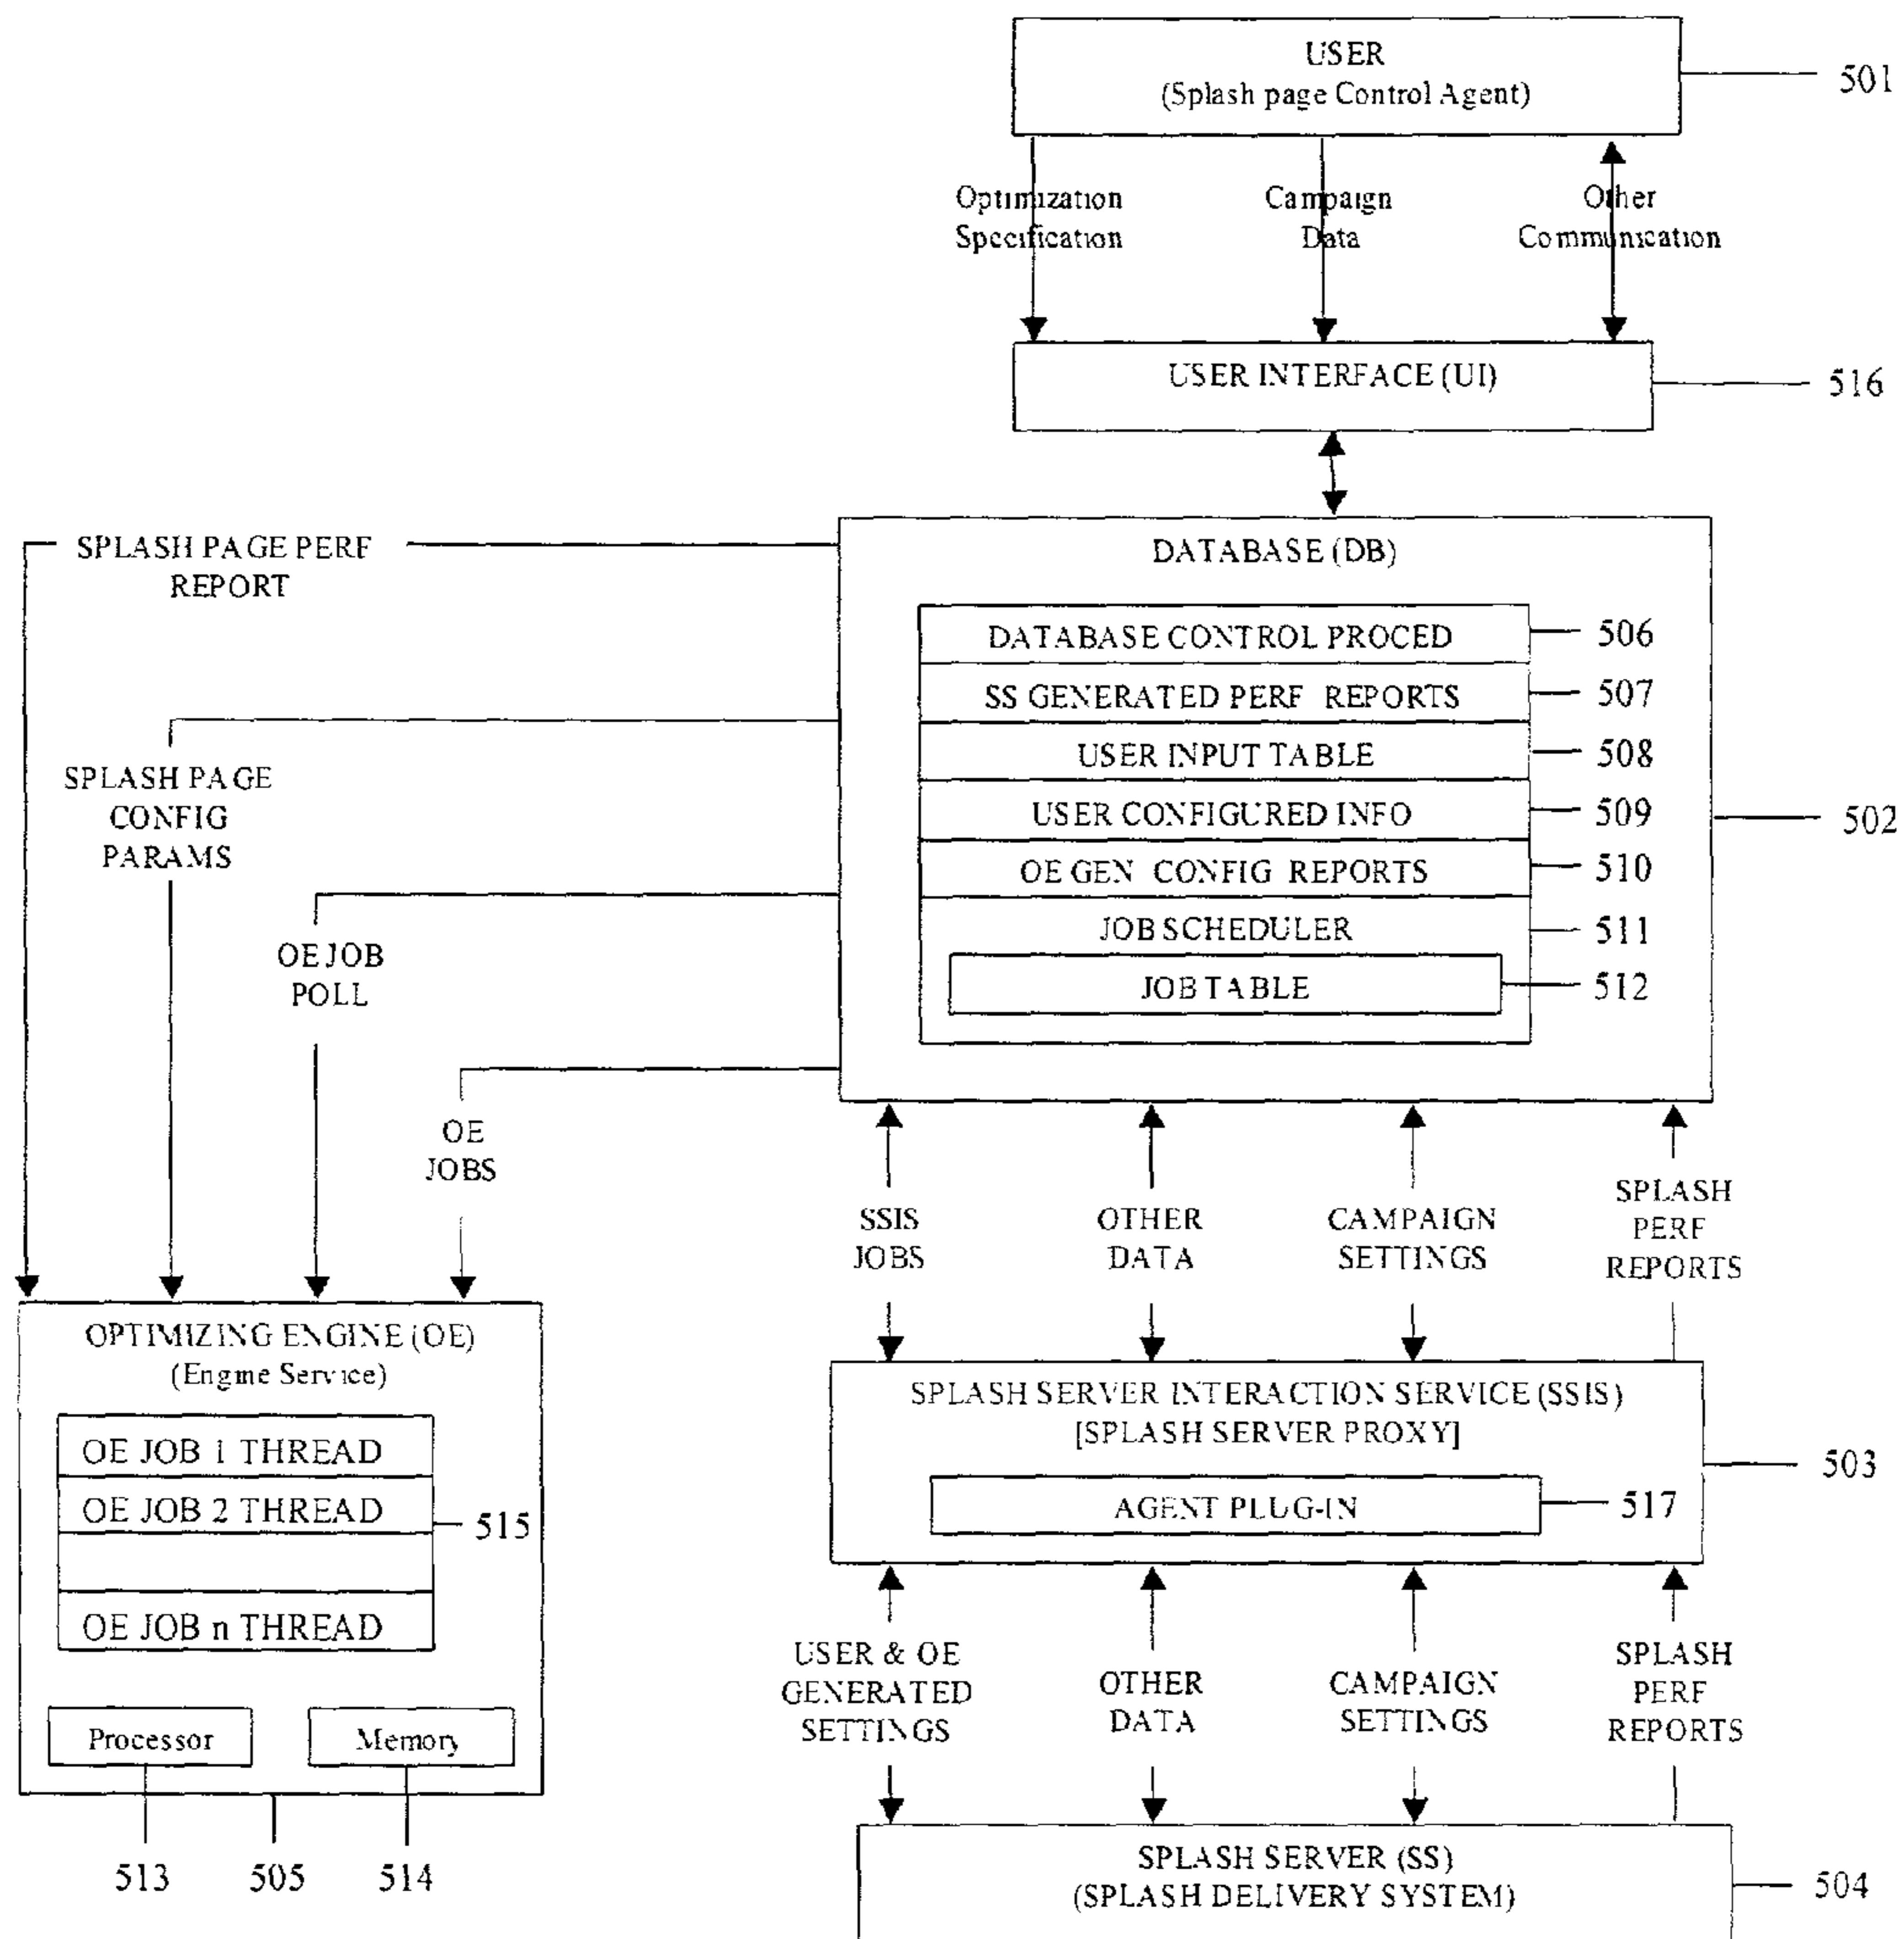 USER
(Splash page Control Agent)
501
Optimization
Specification
Campaign
Data
Other
Communication
USER INTERFACE (UI)
516
SPLASH PAGE PERF
REPORT
DATABASE (DB)
DATABASE CONTROL PROCED
506
SS GENERATED PERF REPORTS
507
USER INPUT TABLE
508
USER CONFIGURED INFO
509
OE GEN CONFIG REPORTS
510
JOB SCHEDULER
511
JOB TABLE
512
502
SPLASH PAGE
CONFIG
PARAMS
OE JOB
POLL
OE
JOBS
SSIS
JOBS
OTHER
DATA
CAMPAIGN
SETTINGS
SPLASH
PERF
REPORTS
OPTIMIZING ENGINE (OE)
(Engine Service)
OE JOB 1 THREAD
OE JOB 2 THREAD
515
OE JOB n THREAD
Processor
Memory
513
505
514
SPLASH SERVER INTERACTION SERVICE (SSIS)
[SPLASH SERVER PROXY]
503
AGENT PLUG-IN
517
USER & OE
GENERATED
SETTINGS
OTHER
DATA
CAMPAIGN
SETTINGS
SPLASH
PERF
REPORTS
SPLASH SERVER (SS)
(SPLASH DELIVERY SYSTEM)
504